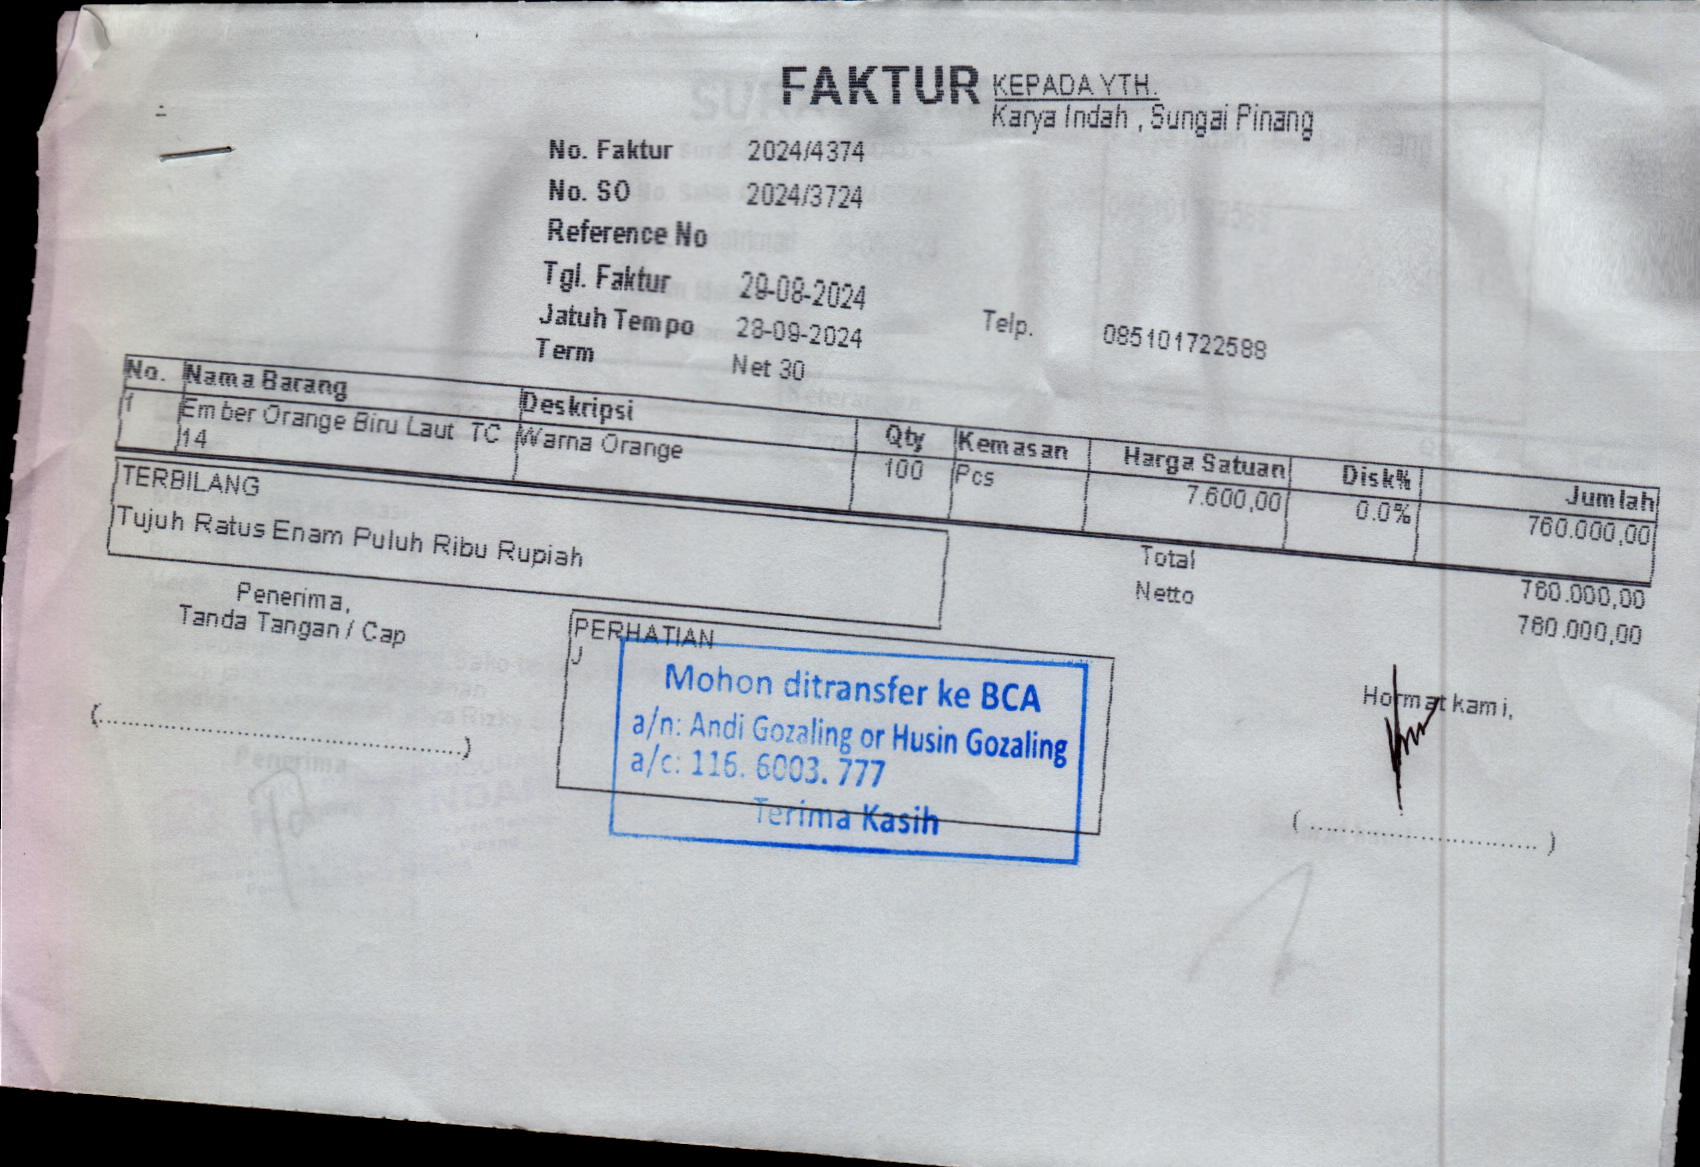 FAKTUR
KEPADA YTH.
Karya Indah , Sungai Pinang
No. Faktur 2024/4374
No. SO 2024/3724
Reference No
Tgl. Faktur 29-08-2024
Jatuh Tempo 28-09-2024
Term Net 30
Telp. 085101722588
No. Nama Barang Deskripsi Qty Kemasan Harga Satuan Disk% Jumlah
1 Ember Orange Biru Laut TC Warna Orange 100 Pcs 7.600,00 0.0% 760.000,00
14
TERBILANG
Tujuh Ratus Enam Puluh Ribu Rupiah
Total 760.000,00
Netto 760.000,00
Penerima,
Tanda Tangan / Cap
(................................................)
PERHATIAN
J
Mohon ditransfer ke BCA
a/n: Andi Gozaling or Husin Gozaling
a/c: 116. 6003. 777
Terima Kasih
Hormat kami,
( ................................ )